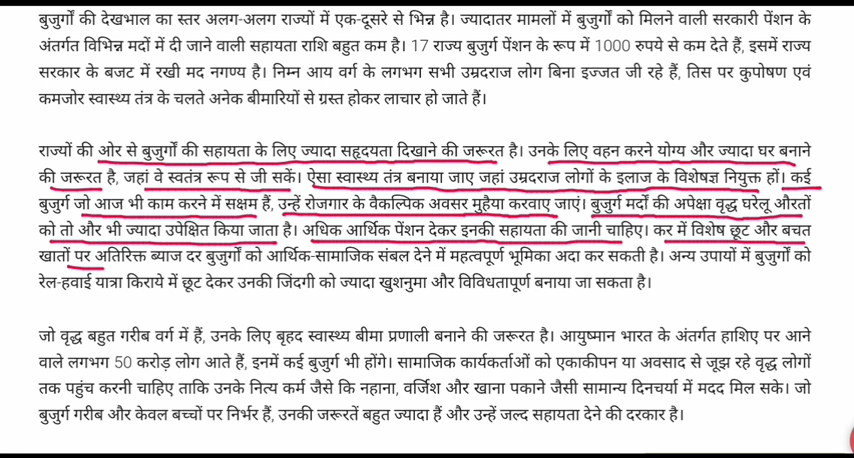 बुजुर्गों की देखभाल का स्तर अलग-अलग राज्यों में एक-दूसरे से भिन्न है। ज्यादातर मामलों में बुजुर्गों को मिलने वाली सरकारी पेंशन के
अंतर्गत विभिन्न मदों में दी जाने वाली सहायता राशि बहुत कम है। 17 राज्य बुजुर्ग पेंशन के रूप में 1000 रुपये से कम देते हैं, इसमें राज्य
सरकार के बजट में रखी मद नगण्य है। निम्न आय वर्ग के लगभग सभी उम्रदराज लोग बिना इज्जत जी रहे हैं, तिस पर कुपोषण एवं
कमजोर स्वास्थ्य तंत्र के चलते अनेक बीमारियों से ग्रस्त होकर लाचार हो जाते हैं।
राज्यों की ओर से बुजुर्गों की सहायता के लिए ज्यादा सहृदयता दिखाने की जरूरत है। उनके लिए वहन करने योग्य और ज्यादा घर बनाने
की जरूरत है, जहां वे स्वतंत्र रूप से जी सकें। ऐसा स्वास्थ्य तंत्र बनाया जाए जहां उम्रदराज लोगों के इलाज के विशेषज्ञ नियुक्त हों। कई
बुजुर्ग जो आज भी काम करने में सक्षम हैं, उन्हें रोजगार के वैकल्पिक अवसर मुहैया करवाए जाएं। बुजुर्ग मर्दों की अपेक्षा वृद्ध घरेलू औरतों
को तो और भी ज्यादा उपेक्षित किया जाता है। अधिक आर्थिक पेंशन देकर इनकी सहायता की जानी चाहिए। कर में विशेष छूट और बचत
खातों पर अतिरिक्त ब्याज दर बुजुर्गों को आर्थिक-सामाजिक संबल देने में महत्वपूर्ण भूमिका अदा कर सकती है। अन्य उपायों में बुजुर्गों को
रेल-हवाई यात्रा किराये में छूट देकर उनकी जिंदगी को ज्यादा खुशनुमा और विविधतापूर्ण बनाया जा सकता है।
जो वृद्ध बहुत गरीब वर्ग में हैं, उनके लिए बृहद स्वास्थ्य बीमा प्रणाली बनाने की जरूरत है। आयुष्मान भारत के अंतर्गत हाशिए पर आने
वाले लगभग 50 करोड़ लोग आते हैं, इनमें कई बुजुर्ग भी होंगे। सामाजिक कार्यकर्ताओं को एकाकीपन या अवसाद से जूझ रहे वृद्ध लोगों
तक पहुंच करनी चाहिए ताकि उनके नित्य कर्म जैसे कि नहाना, वर्जिश और खाना पकाने जैसी सामान्य दिनचर्या में मदद मिल सके। जो
बुजुर्ग गरीब और केवल बच्चों पर निर्भर हैं, उनकी जरूरतें बहुत ज्यादा हैं और उन्हें जल्द सहायता देने की दरकार है।